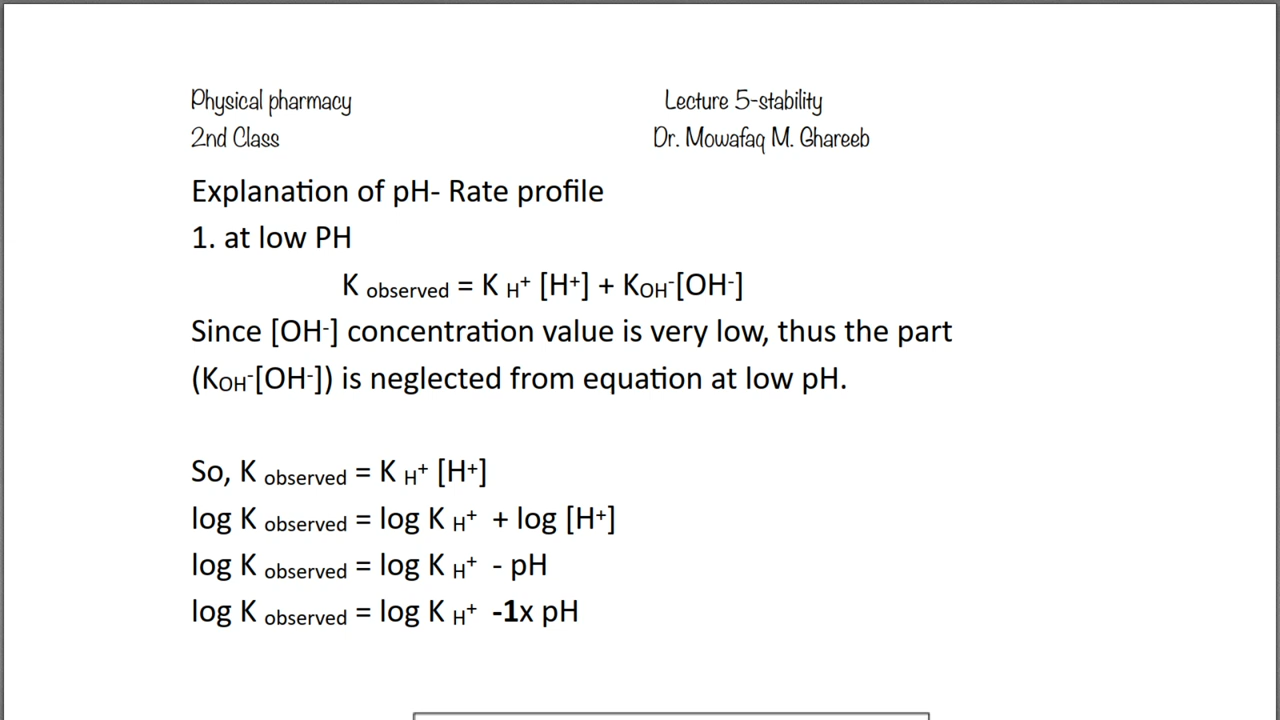 Physical pharmacy Lecture 5-stability
2nd Class Dr. Mowafaq M. Ghareeb
Explanation of pH- Rate profile
1. at low PH
K observed = K H⁺ [H⁺] + KOH⁻[OH⁻]
Since [OH⁻] concentration value is very low, thus the part
(KOH⁻[OH⁻]) is neglected from equation at low pH.
So, K observed = K H⁺ [H⁺]
log K observed = log K H⁺ + log [H⁺]
log K observed = log K H⁺ - pH
log K observed = log K H⁺ -1x pH